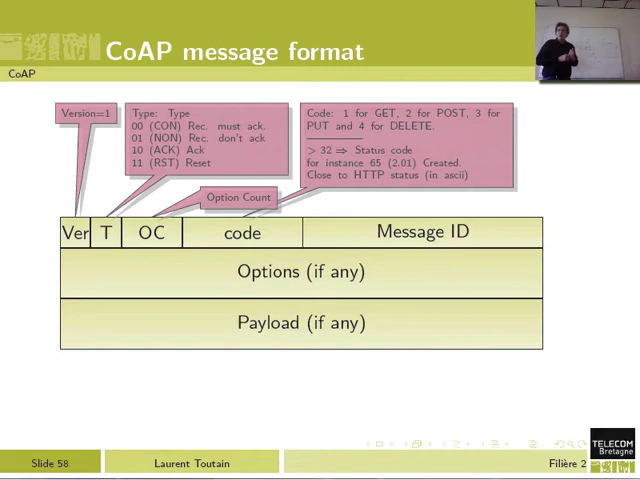 CoAP message format
CoAP
Version=1
Type: Type
00 (CON) Rec. must ack.
01 (NON) Rec. don't ack
10 (ACK) Ack
11 (RST) Reset
Code: 1 for GET, 2 for POST, 3 for
PUT and 4 for DELETE.
> 32 ⇒ Status code
for instance 65 (2.01) Created.
Close to HTTP status (in ascii)
Option Count
Ver T OC code Message ID
Options (if any)
Payload (if any)
TELECOM
Bretagne
Slide 58 Laurent Toutain Filière 2